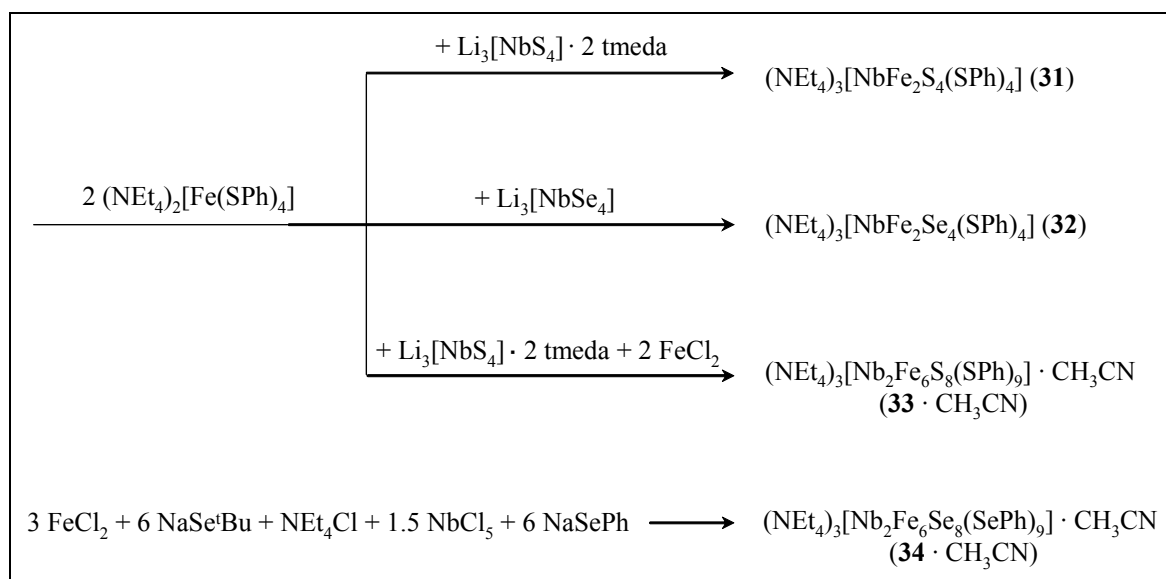 + Li₃[NbS₄] · 2 tmeda
(NEt₄)₃[NbFe₂S₄(SPh)₄] (31)
2 (NEt₄)₂[Fe(SPh)₄]
+ Li₃[NbSe₄]
(NEt₄)₃[NbFe₂Se₄(SPh)₄] (32)
+ Li₃[NbS₄] · 2 tmeda + 2 FeCl₂
(NEt₄)₃[Nb₂Fe₆S₈(SPh)₉] · CH₃CN
(33 · CH₃CN)
3 FeCl₂ + 6 NaSeᵗBu + NEt₄Cl + 1.5 NbCl₅ + 6 NaSePh
(NEt₄)₃[Nb₂Fe₆Se₈(SePh)₉] · CH₃CN
(34 · CH₃CN)